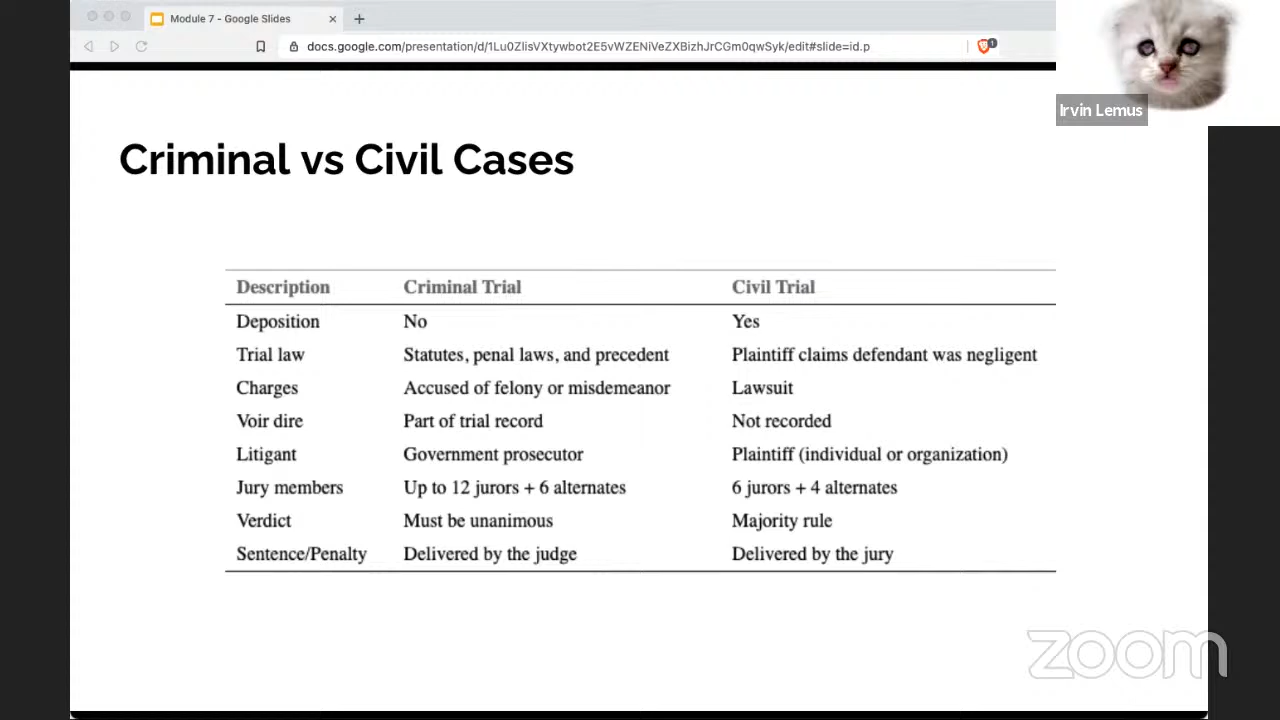 Module 7 - Google Slides
docs.google.com/presentation/d/1Lu0ZlisVXtywbot2E5vWZENiVeZXBizhJrCGm0qwSyk/edit#slide=id.p
1
Irvin Lemus
Criminal vs Civil Cases
Description Criminal Trial Civil Trial
Deposition No Yes
Trial law Statutes, penal laws, and precedent Plaintiff claims defendant was negligent
Charges Accused of felony or misdemeanor Lawsuit
Voir dire Part of trial record Not recorded
Litigant Government prosecutor Plaintiff (individual or organization)
Jury members Up to 12 jurors + 6 alternates 6 jurors + 4 alternates
Verdict Must be unanimous Majority rule
Sentence/Penalty Delivered by the judge Delivered by the jury
zoom